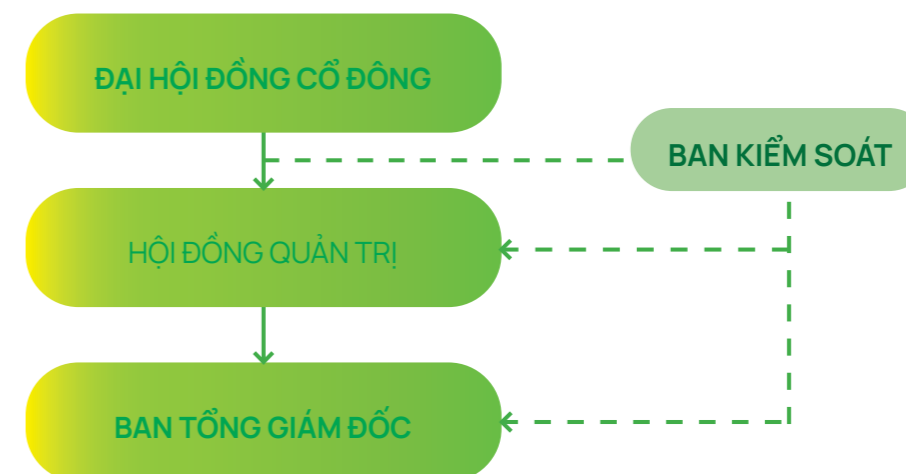 ĐẠI HỘI ĐỒNG CỔ ĐÔNG
BAN KIỂM SOÁT
HỘI ĐỒNG QUẢN TRỊ
BAN TỔNG GIÁM ĐỐC